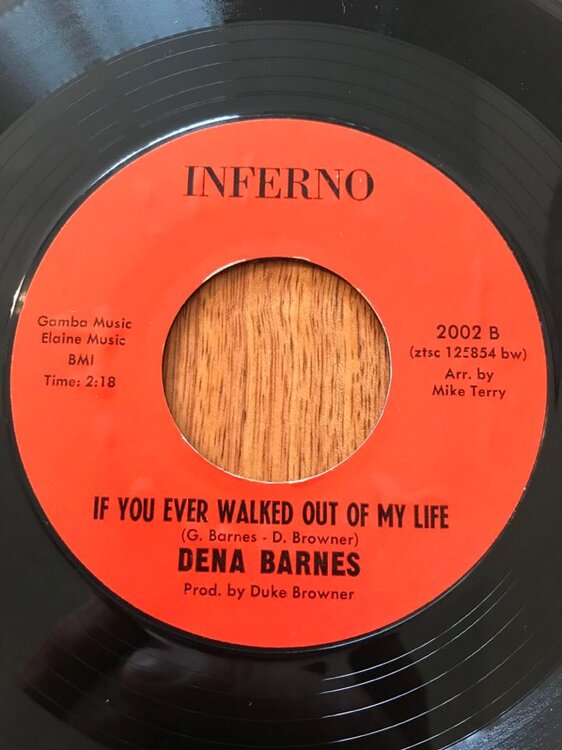 INFERNO
Gamba Music
Elaine Music
BMI
Time: 2:18
2002 B
(ztsc 125854 bw)
Arr. by
Mike Terry
IF YOU EVER WALKED OUT OF MY LIFE
(G. Barnes - D. Browner)
DENA BARNES
Prod. by Duke Browner